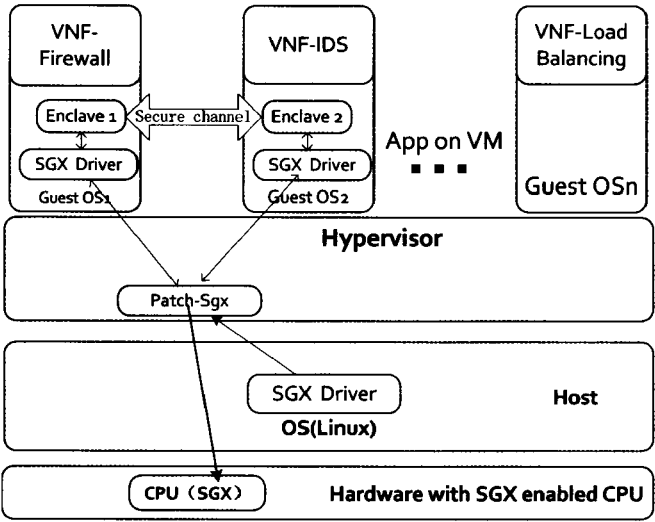 VNF-
Firewall
VNF-IDS
VNF-Load
Balancing
Enclave 1
Secure channel
Enclave 2
App on VM
SGX Driver
SGX Driver
Guest OS1
Guest OS2
Guest OSn
Hypervisor
Patch-Sgx
SGX Driver
Host
OS(Linux)
CPU (SGX)
Hardware with SGX enabled CPU